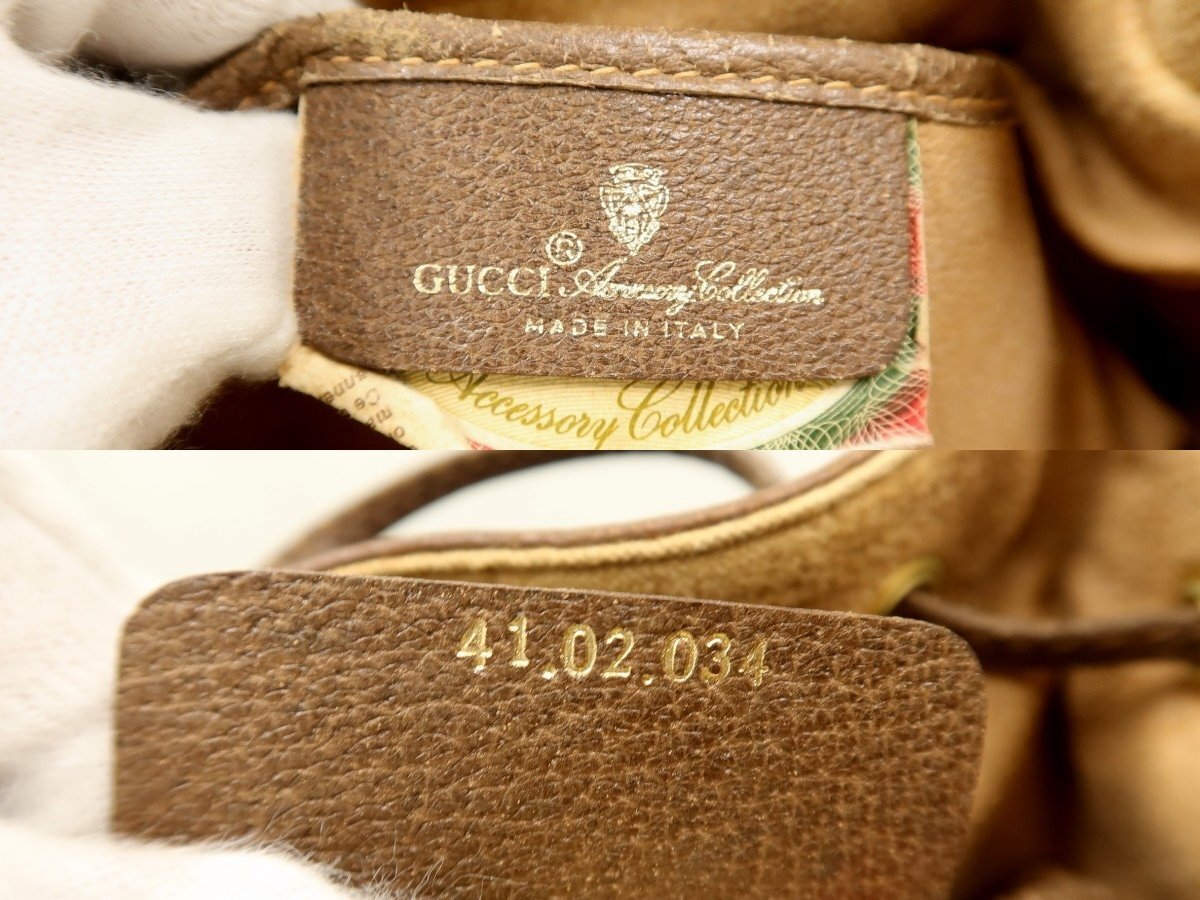 ®
GUCCI Accessory Collection
MADE IN ITALY
Accessory Collection
41.02.034